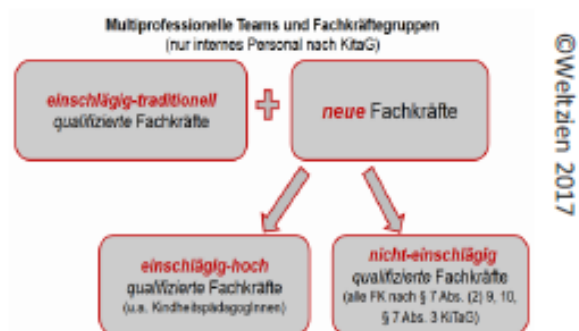 Multiprofessionelle Teams und Fachkräftegruppen
(nur internes Personal nach KitaG)
einschlägig-traditionell
qualifizierte Fachkräfte
neue Fachkräfte
einschlägig-hoch
qualifizierte Fachkräfte
(u.a. KindheitspädagogInnen)
nicht-einschlägig
qualifizierte Fachkräfte
(alle FK nach § 7 Abs. (2) 9, 10,
§ 7 Abs. 3 KiTaG)
©Weltzien 2017